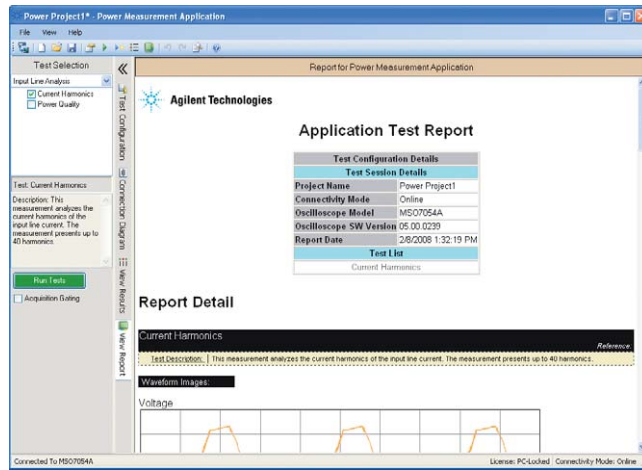 Power Project1* - Power Measurement Application
File View Help
Test Selection
Input Line Analysis
Current Harmonics
Power Quality
Test: Current Harmonics
Description: This
measurement analyzes the
current harmonics of the
input line current. The
measurement presents up to
40 harmonics.
Run Tests
Acquisition Gating
Test Configuration
Connection Diagram
View Results
View Report
Report for Power Measurement Application
Agilent Technologies
Application Test Report
Test Configuration Details
Test Session Details
Project Name Power Project1
Connectivity Mode Online
Oscilloscope Model MSO7054A
Oscilloscope SW Version 05.00.0239
Report Date 2/8/2008 1:32:19 PM
Test List
Current Harmonics
Report Detail
Current Harmonics
Reference:
Test Description: This measurement analyzes the current harmonics of the input line current. The measurement presents up to 40 harmonics.
Waveform Images:
Voltage
Connected To MSO7054A
License: PC-Locked Connectivity Mode: Online